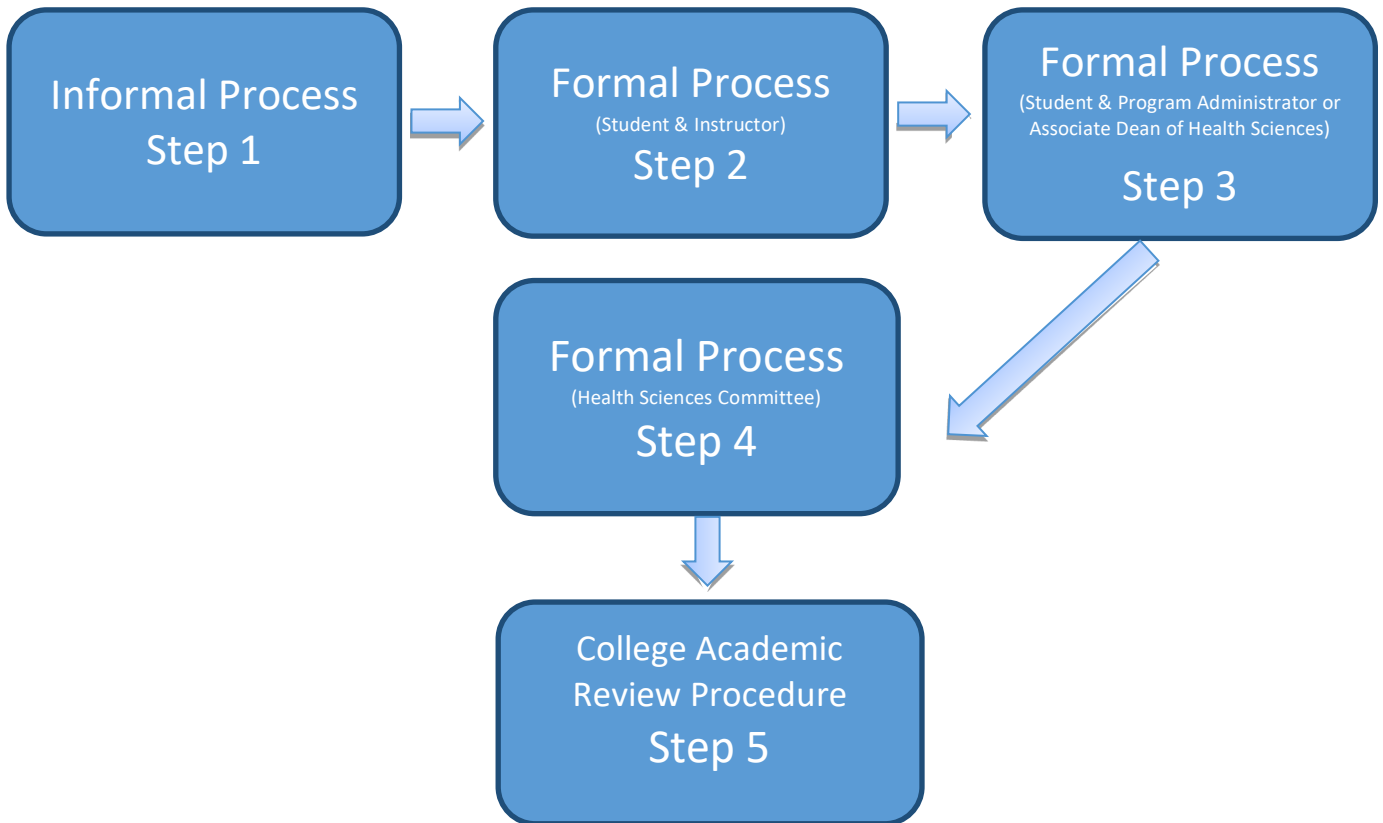 Informal Process
Step 1
Formal Process
(Student & Instructor)
Step 2
Formal Process
(Student & Program Administrator or
Associate Dean of Health Sciences)
Step 3
Formal Process
(Health Sciences Committee)
Step 4
College Academic
Review Procedure
Step 5